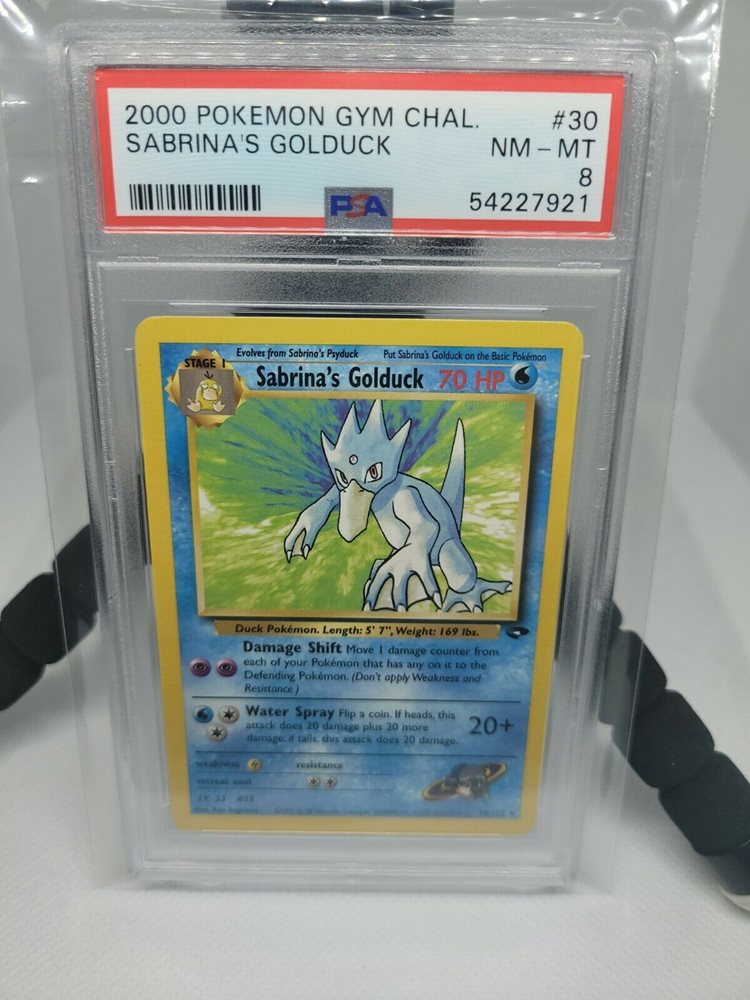 2000 POKEMON GYM CHAL. #30
SABRINA'S GOLDUCK NM – MT
8
PSA 54227921
Evolves from Sabrina's Psyduck Put Sabrina's Golduck on the Basic Pokémon
STAGE 1
Sabrina's Golduck 70 HP
Duck Pokémon. Length: 5' 7", Weight: 169 lbs.
Damage Shift Move 1 damage counter from
each of your Pokémon that has any on it to the
Defending Pokémon. (Don't apply Weakness and
Resistance.)
Water Spray Flip a coin. If heads, this
attack does 20 damage plus 20 more
damage; if tails, this attack does 20 damage.
20+
weakness resistance
retreat cost
LV. 33 #55